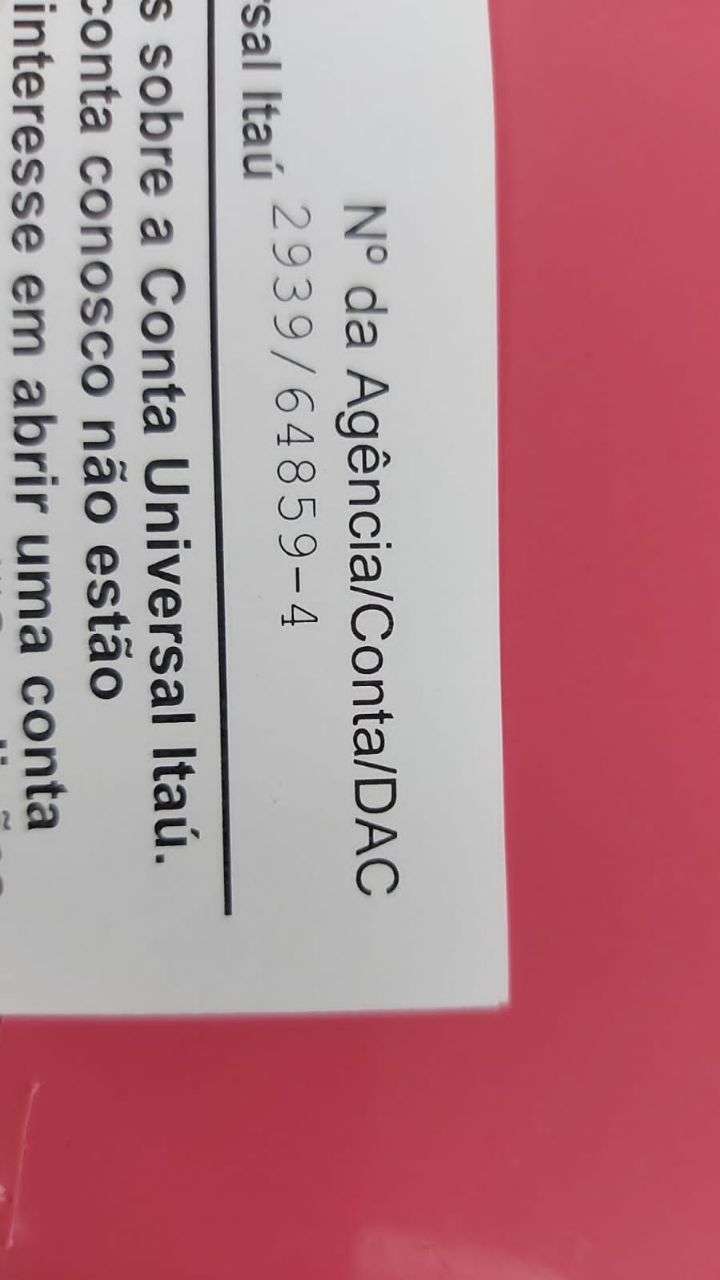 Nº da Agência/Conta/DAC
2939/64859-4
Itaú
sobre a Conta Universal Itaú.
conta conosco não estão
interesse em abrir uma conta